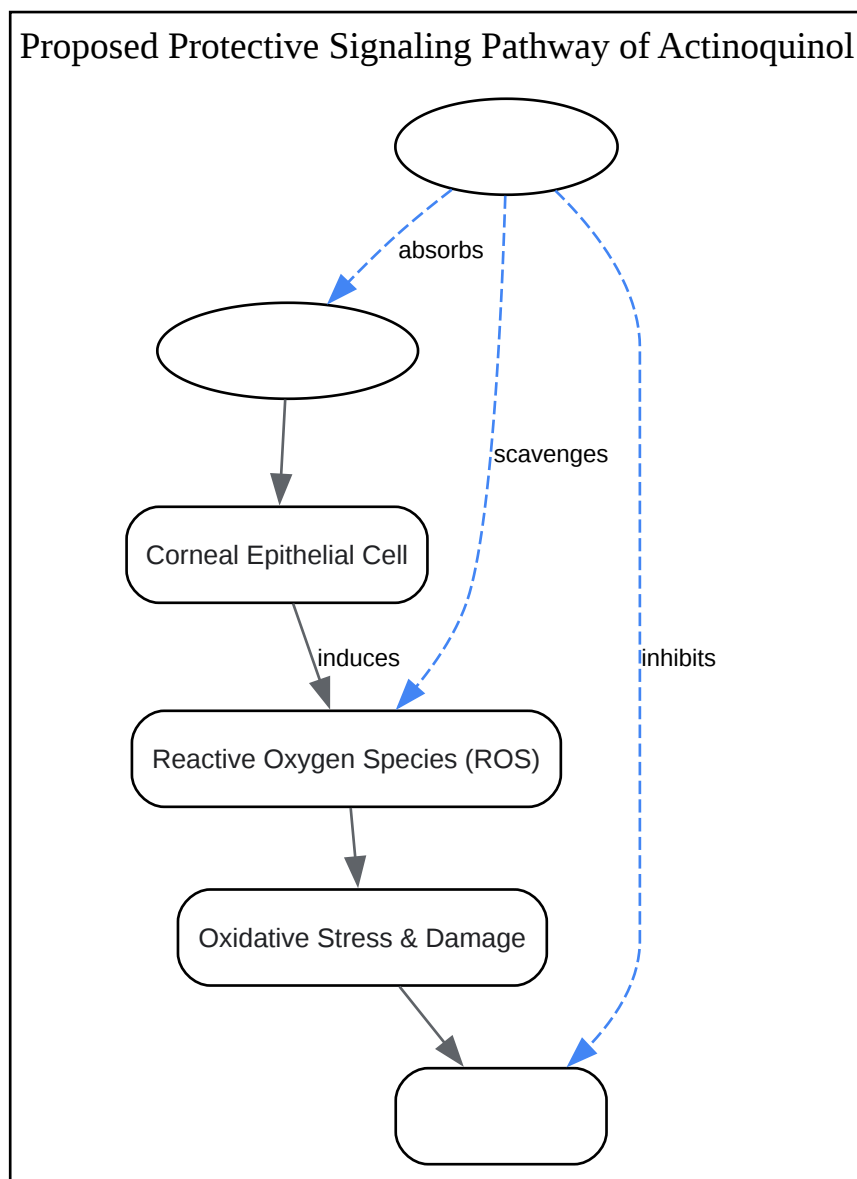 Proposed Protective Signaling Pathway of Actinoquinol
absorbs
scavenges
Corneal Epithelial Cell
induces
inhibits
Reactive Oxygen Species (ROS)
Oxidative Stress & Damage